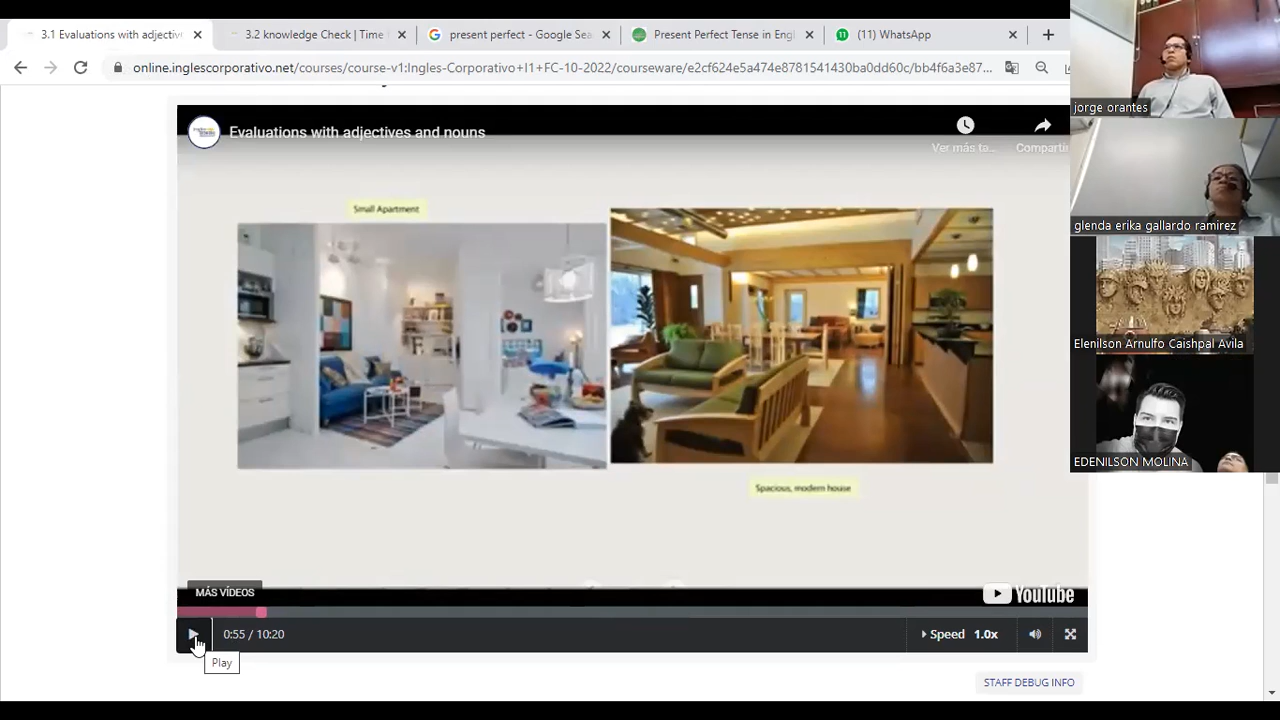 3.1 Evaluations with adjectiv
3.2 knowledge Check | Time
present perfect - Google Sea
Present Perfect Tense in Engl
(11) WhatsApp
online.inglescorporativo.net/courses/course-v1:Ingles-Corporativo+I1+FC-10-2022/courseware/e2cf624e5a474e8781541430ba0dd60c/bb4f6a3e87...
Evaluations with adjectives and nouns
Ver más ta...
Compartir
Small Apartment
Spacious, modern house
MÁS VÍDEOS
YouTube
0:55 / 10:20
Speed 1.0x
Play
STAFF DEBUG INFO
jorge orantes
glenda erika gallardo ramirez
Elenilson Arnulfo Caishpal Avila
EDENILSON MOLINA